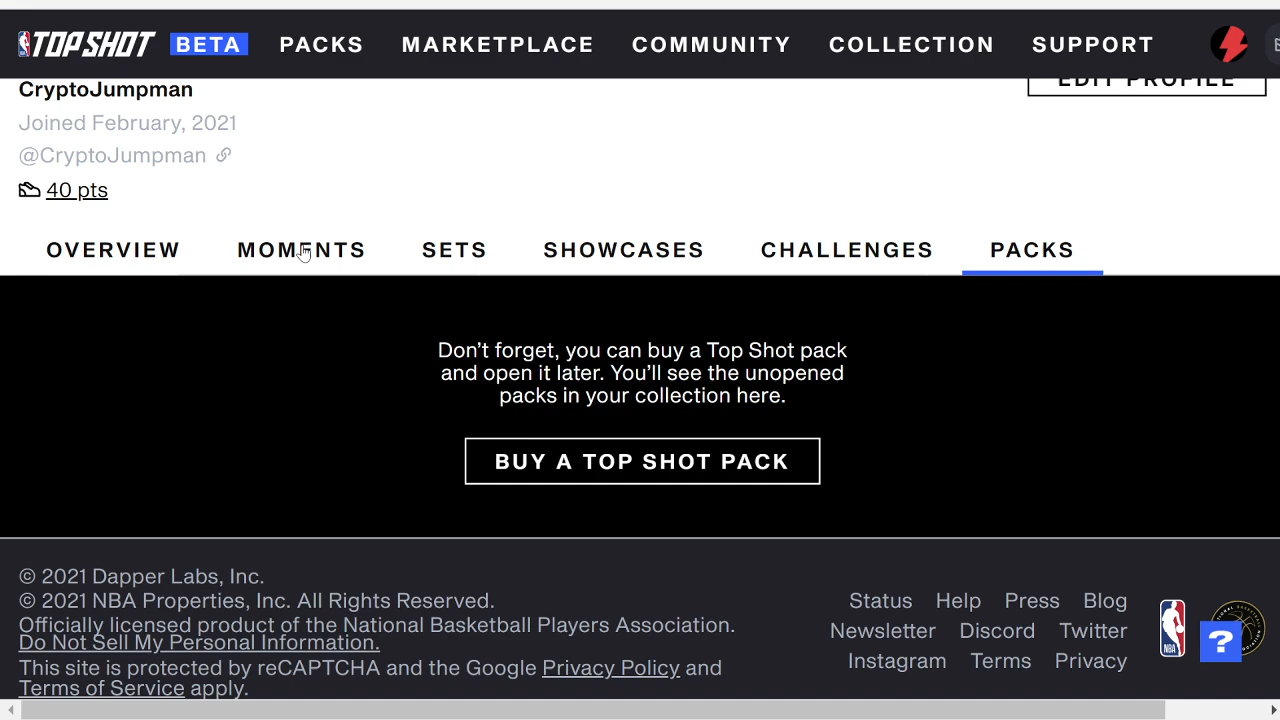 TOP SHOT BETA PACKS MARKETPLACE COMMUNITY COLLECTION SUPPORT
CryptoJumpman
EDIT PROFILE
Joined February, 2021
@CryptoJumpman
40 pts
OVERVIEW MOMENTS SETS SHOWCASES CHALLENGES PACKS
Don't forget, you can buy a Top Shot pack
and open it later. You'll see the unopened
packs in your collection here.
BUY A TOP SHOT PACK
© 2021 Dapper Labs, Inc.
© 2021 NBA Properties, Inc. All Rights Reserved.
Officially licensed product of the National Basketball Players Association.
Do Not Sell My Personal Information.
This site is protected by reCAPTCHA and the Google Privacy Policy and
Terms of Service apply.
Status Help Press Blog
Newsletter Discord Twitter
Instagram Terms Privacy
NBA
?